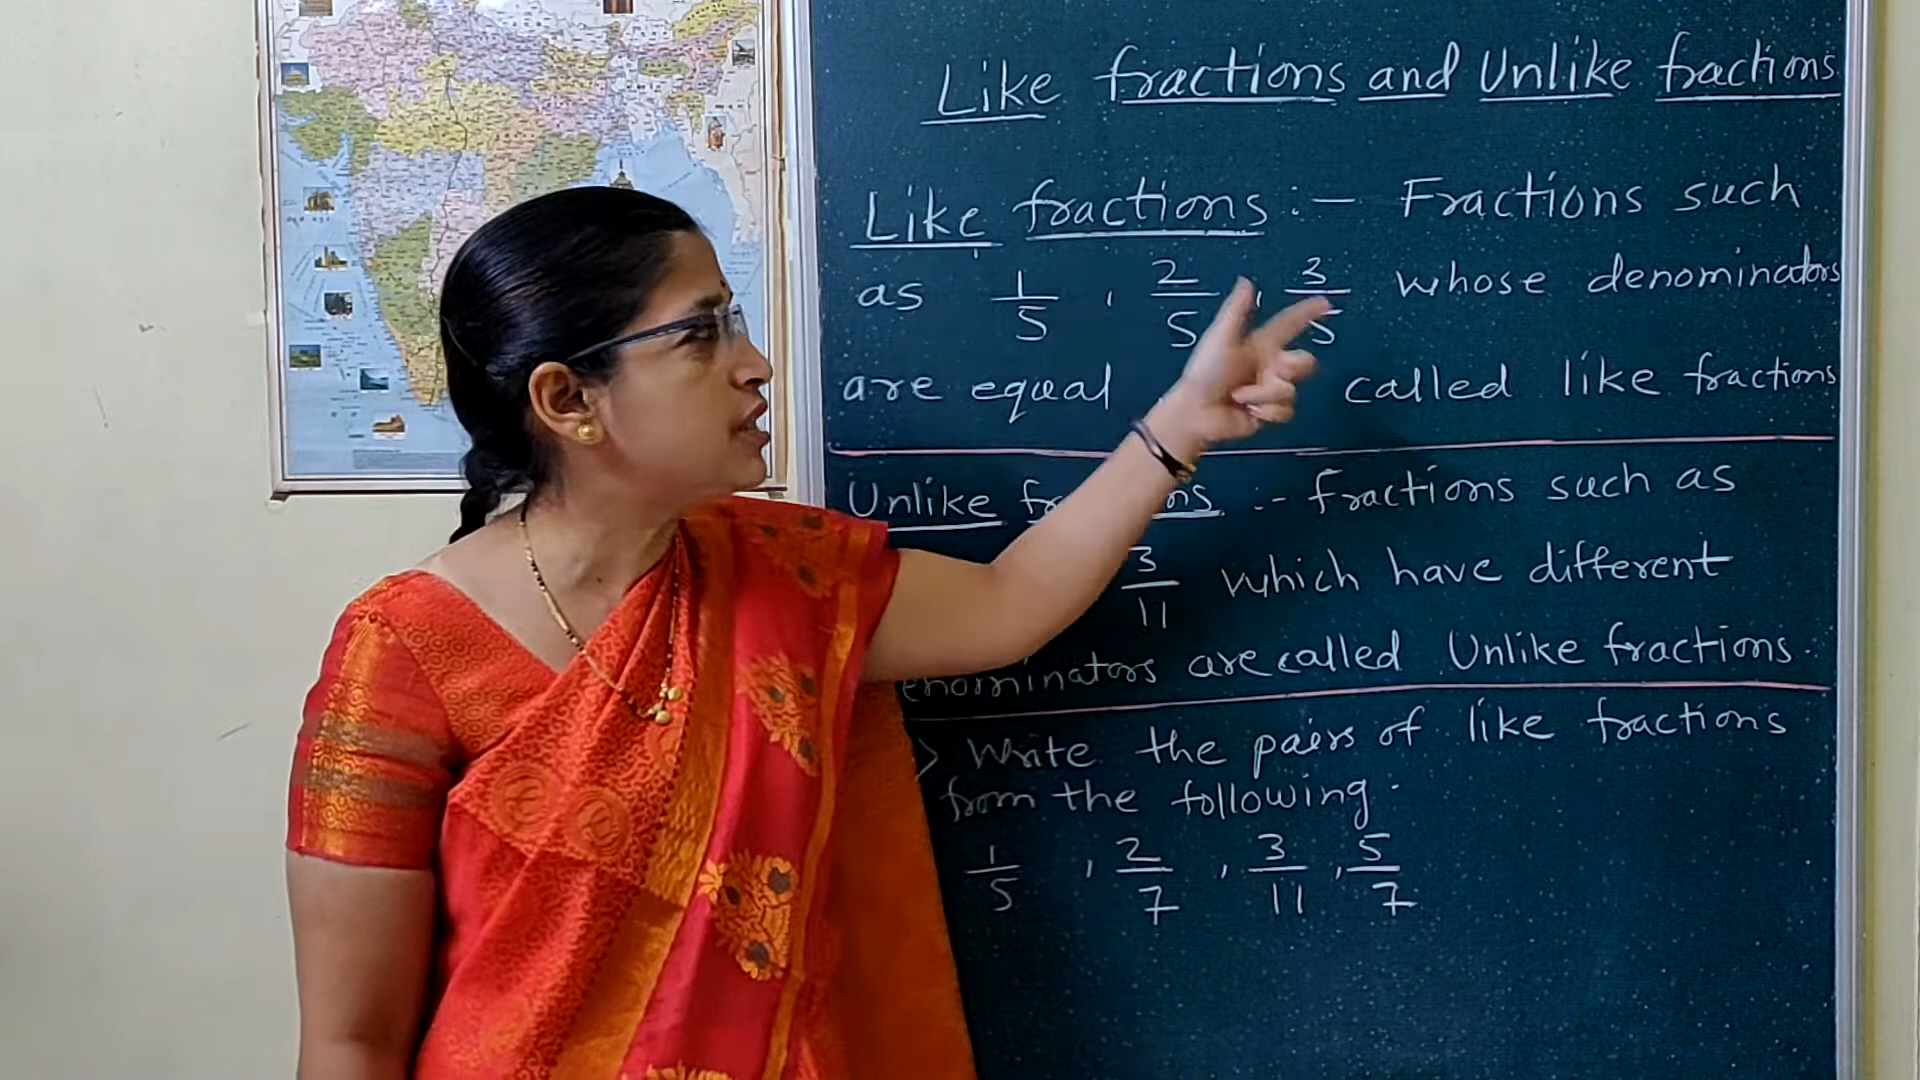 Like fractions and Unlike fractions
Like fractions :- Fractions such
as 1/5 , 2/5 , 3/5 whose denominators
are equal called like fractions
Unlike :- fractions such as
3/11 which have different
are called Unlike fractions.
> Write the pairs of like fractions
from the following.
1/5 , 2/7 , 3/11 , 5/7